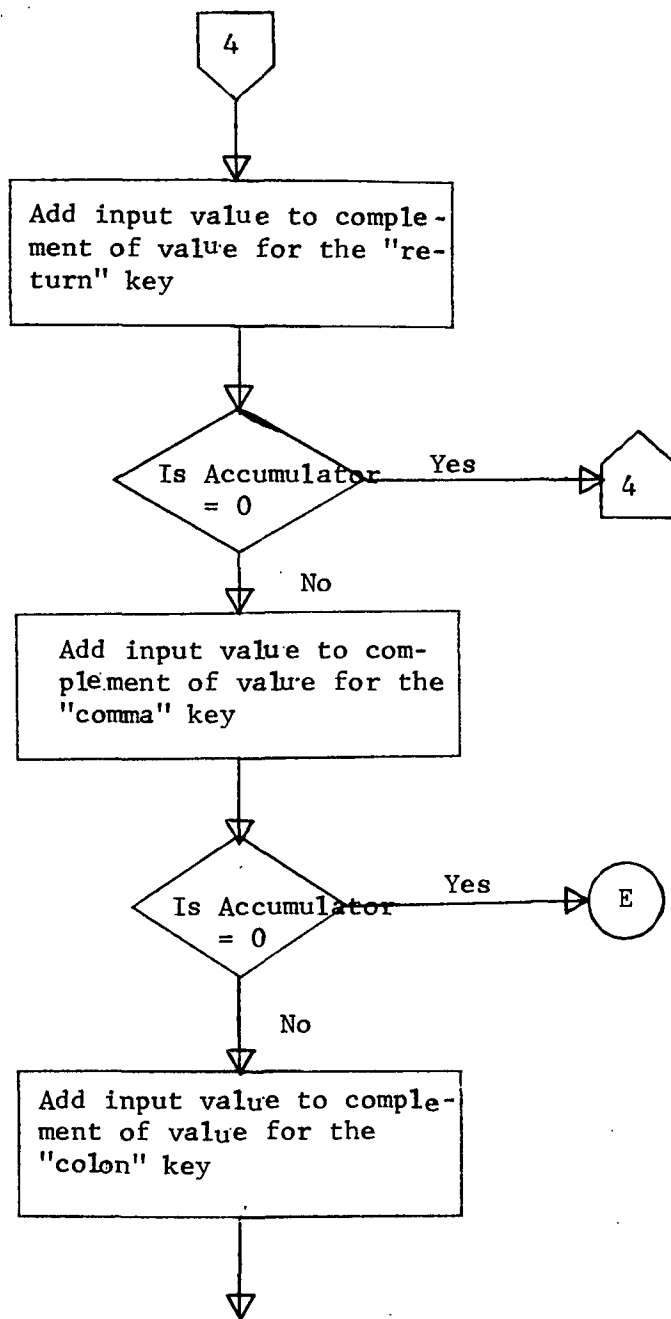 4
Add input value to comple-
ment of value for the "re-
turn" key
Is Accumulator
= 0
Yes
4
No
Add input value to com-
plement of value for the
"comma" key
Is Accumulator
= 0
Yes
E
No
Add input value to comple-
ment of value for the
"colon" key